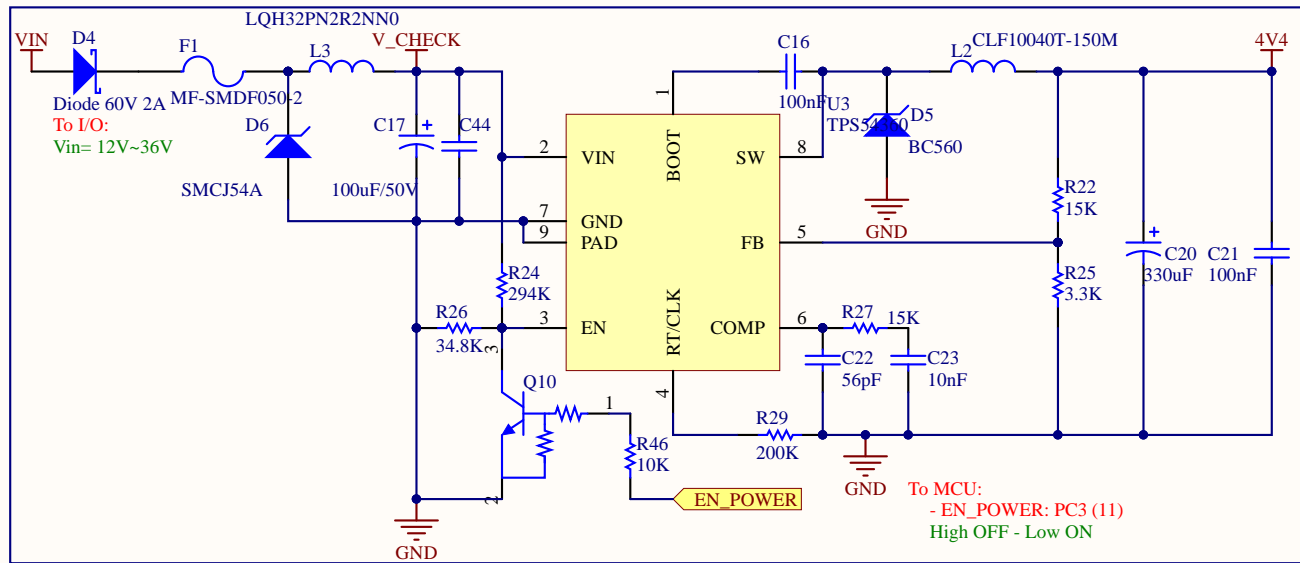 LQH32PN2R2NN0
VIN
D4
F1
L3
V_CHECK
C16
L2
CLF10040T-150M
4V4
Diode 60V 2A
MF-SMDF050-2
1
100nF
U3
TPS54560
D5
BC560
To I/O:
Vin= 12V~36V
D6
C17
C44
SMCJ54A
100uF/50V
2
VIN
BOOT
SW
8
7
GND
9
PAD
FB
5
GND
R22
15K
R24
294K
R25
3.3K
C20
330uF
C21
100nF
R26
34.8K
3
EN
RT/CLK
COMP
6
R27
15K
3
C22
56pF
C23
10nF
4
Q10
1
R46
10K
R29
200K
2
EN_POWER
GND
GND
To MCU:
- EN_POWER: PC3 (11)
High OFF - Low ON